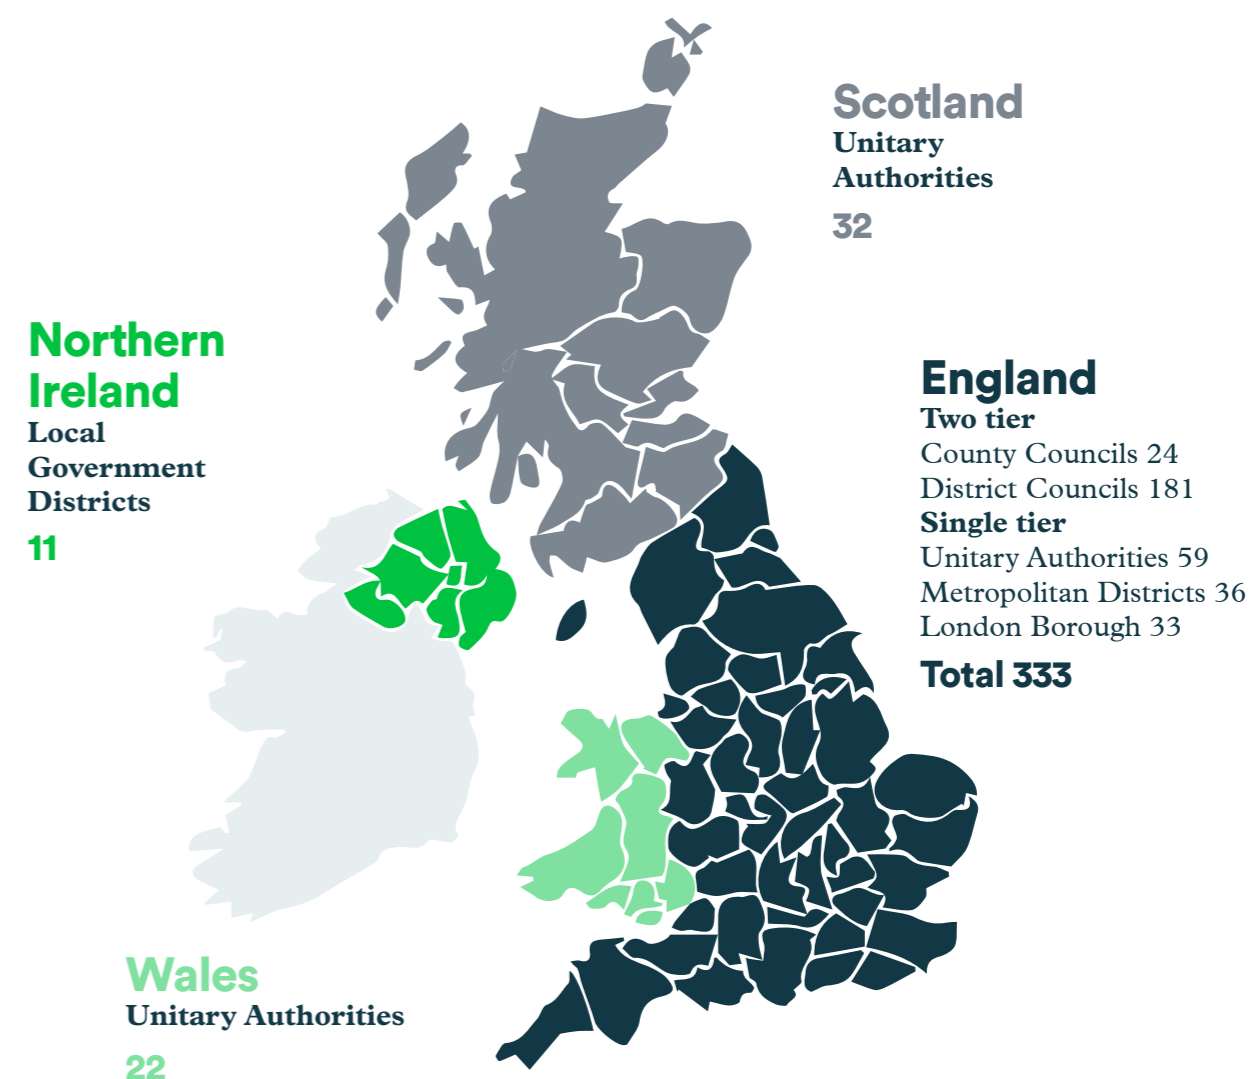 Scotland
Unitary
Authorities
32
Northern
Ireland
Local
Government
Districts
11
England
Two tier
County Councils 24
District Councils 181
Single tier
Unitary Authorities 59
Metropolitan Districts 36
London Borough 33
Total 333
Wales
Unitary Authorities
22